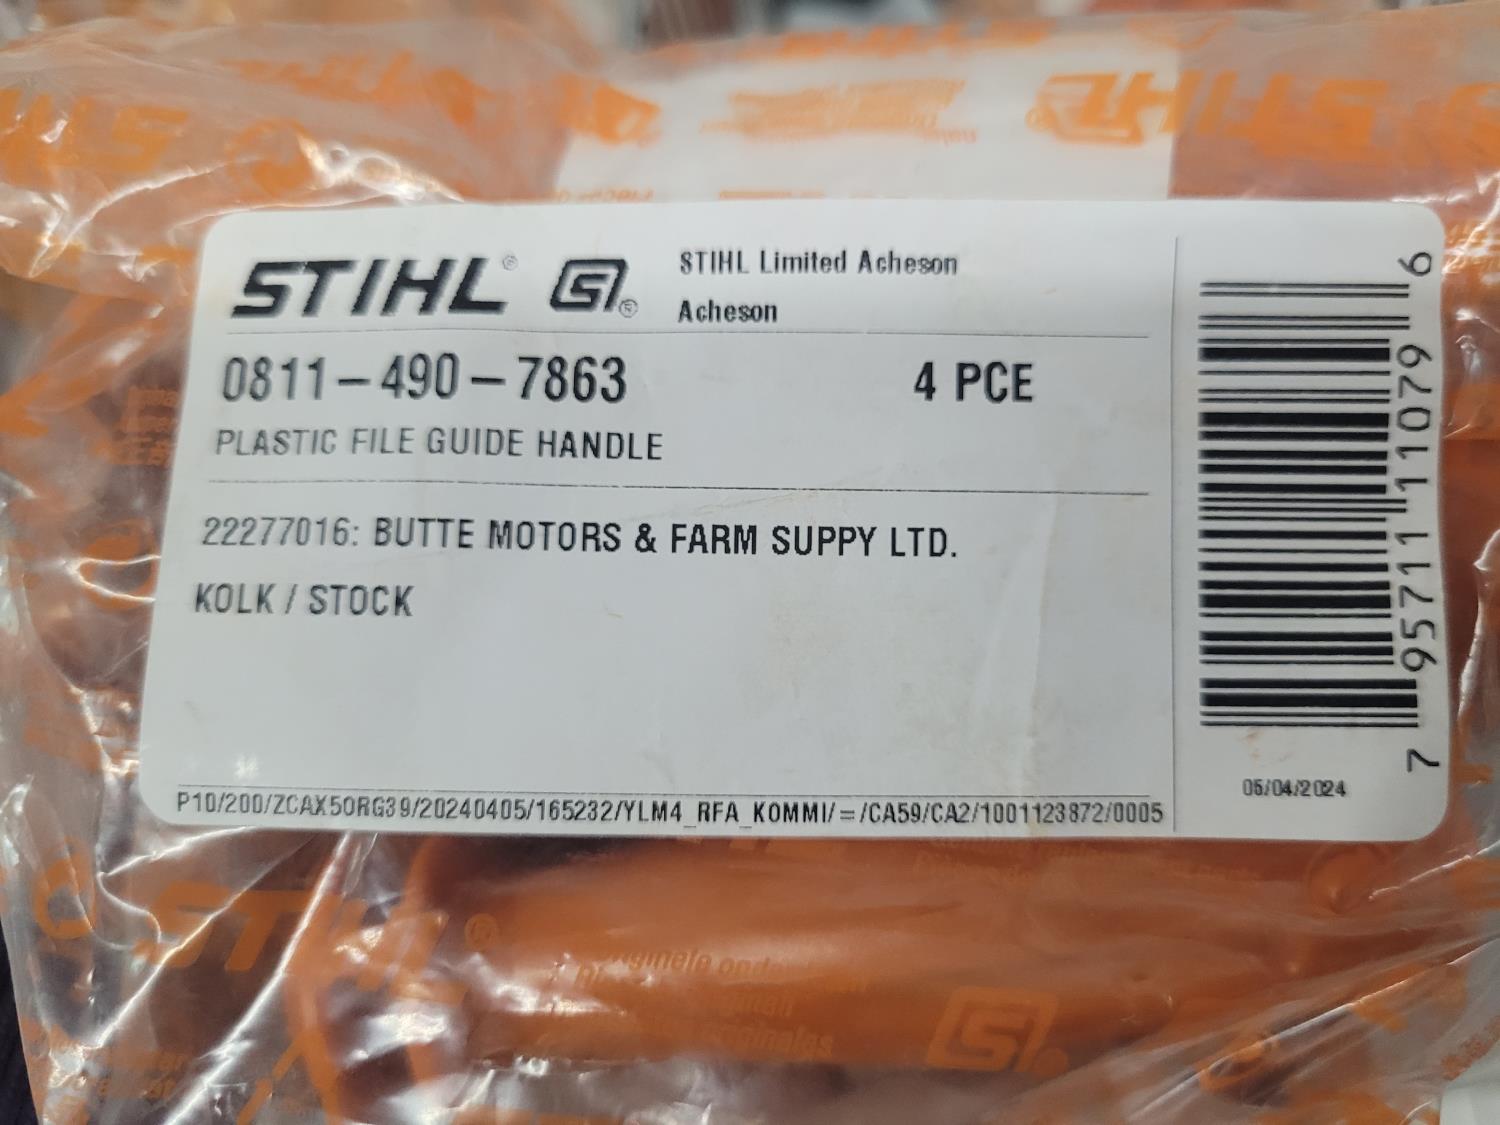 STIHL®
STIHL Limited Acheson
Acheson
0811-490-7863 4 PCE
PLASTIC FILE GUIDE HANDLE
22277016: BUTTE MOTORS & FARM SUPPY LTD.
KOLK / STOCK
P10/200/ZCAX50RG39/20240405/165232/YLM4_RFA_KOMMI/=/CA59/CA2/1001123872/0005
7 95711 11079 6
05/04/2024
STIHL
STIHL
STIHL®